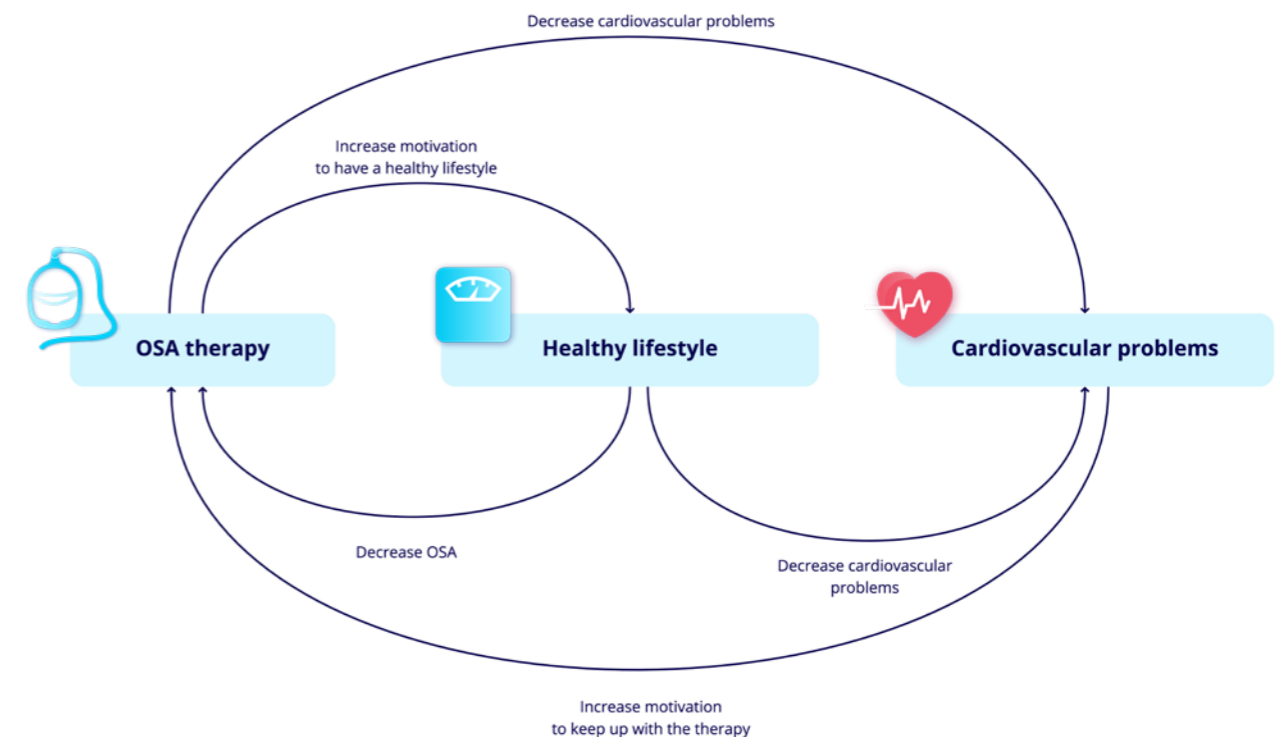 Decrease cardiovascular problems
Increase motivation
to have a healthy lifestyle
OSA therapy
Healthy lifestyle
Cardiovascular problems
Decrease OSA
Decrease cardiovascular
problems
Increase motivation
to keep up with the therapy